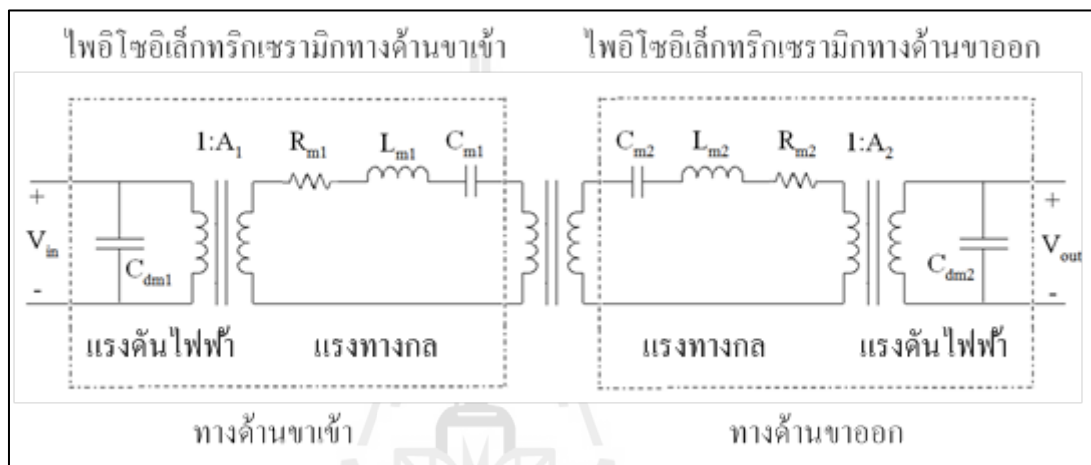 ไพอิโซอิเล็กทริกเซรามิกทางด้านขาเข้า ไพอิโซอิเล็กทริกเซรามิกทางด้านขาออก
1:A1 Rm1 Lm1 Cm1 Cm2 Lm2 Rm2 1:A2
+ +
Vin Cdm1 Cdm2 Vout
- -
แรงดันไฟฟ้า แรงทางกล แรงทางกล แรงดันไฟฟ้า
ทางด้านขาเข้า ทางด้านขาออก